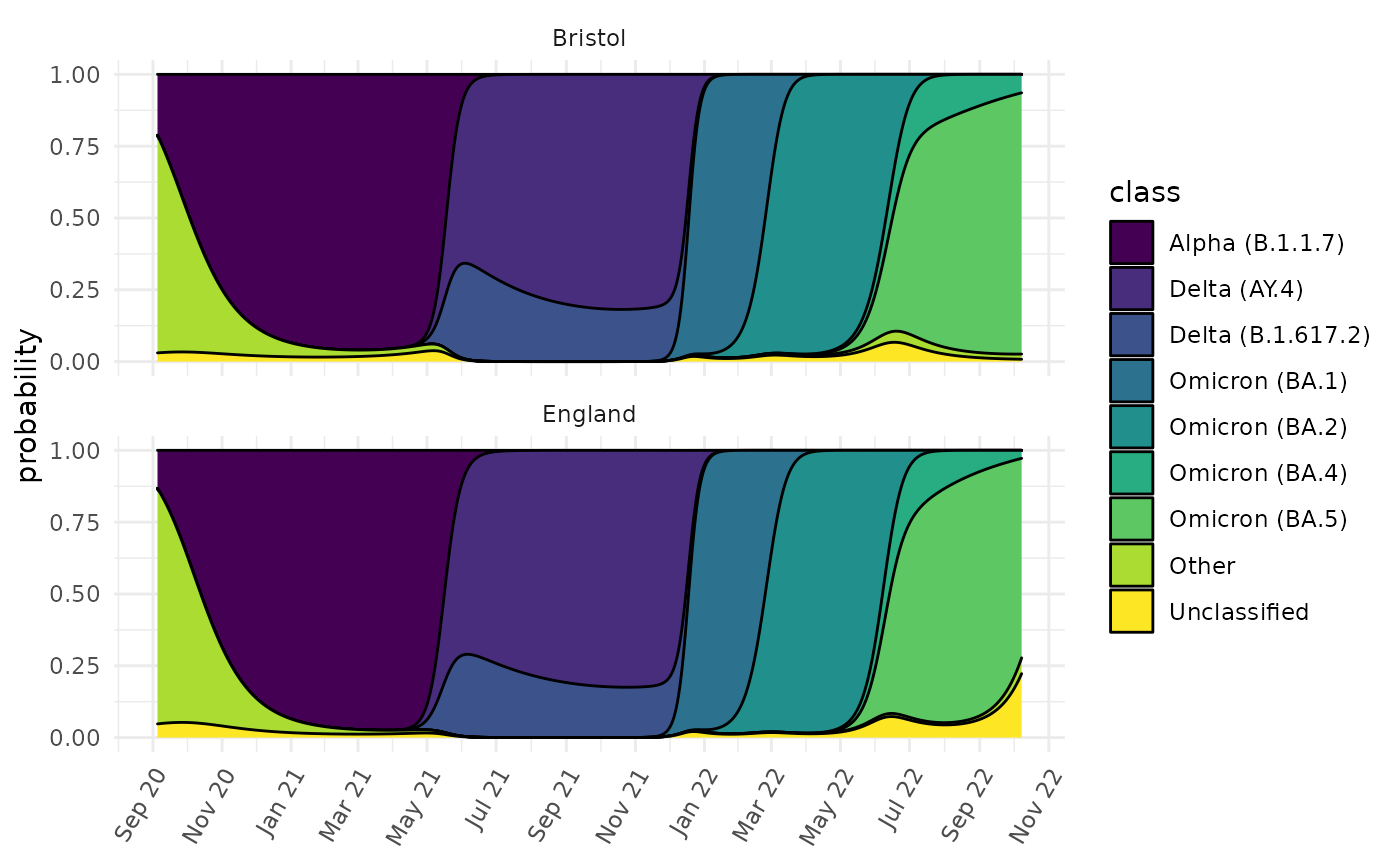 Bristol
1.00
0.75
0.50
0.25
0.00
England
1.00
0.75
0.50
0.25
0.00
probability
Sep 20
Nov 20
Jan 21
Mar 21
May 21
Jul 21
Sep 21
Nov 21
Jan 22
Mar 22
May 22
Jul 22
Sep 22
Nov 22
class
Alpha (B.1.1.7)
Delta (AY.4)
Delta (B.1.617.2)
Omicron (BA.1)
Omicron (BA.2)
Omicron (BA.4)
Omicron (BA.5)
Other
Unclassified